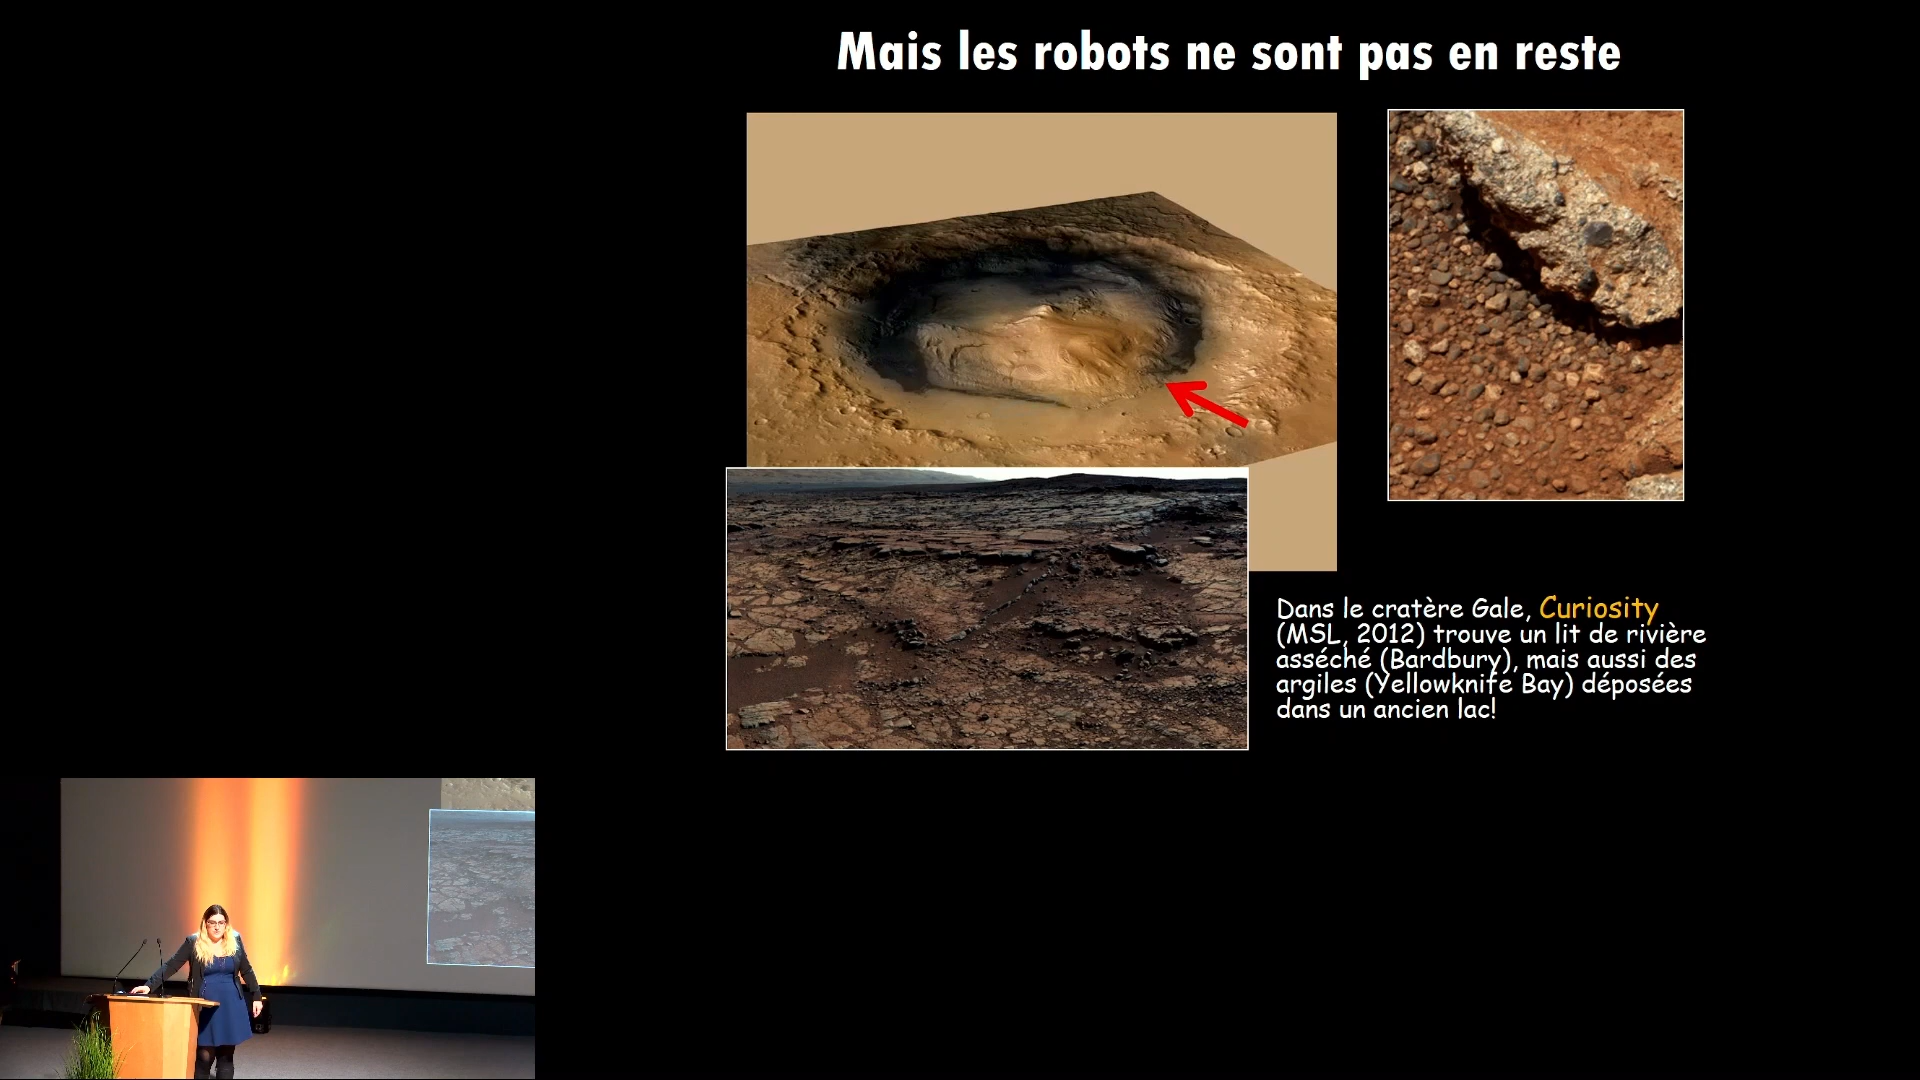 Mais les robots ne sont pas en reste
Dans le cratère Gale, Curiosity
(MSL, 2012) trouve un lit de rivière
asséché (Bardbury), mais aussi des
argiles (Yellowknife Bay) déposées
dans un ancien lac!